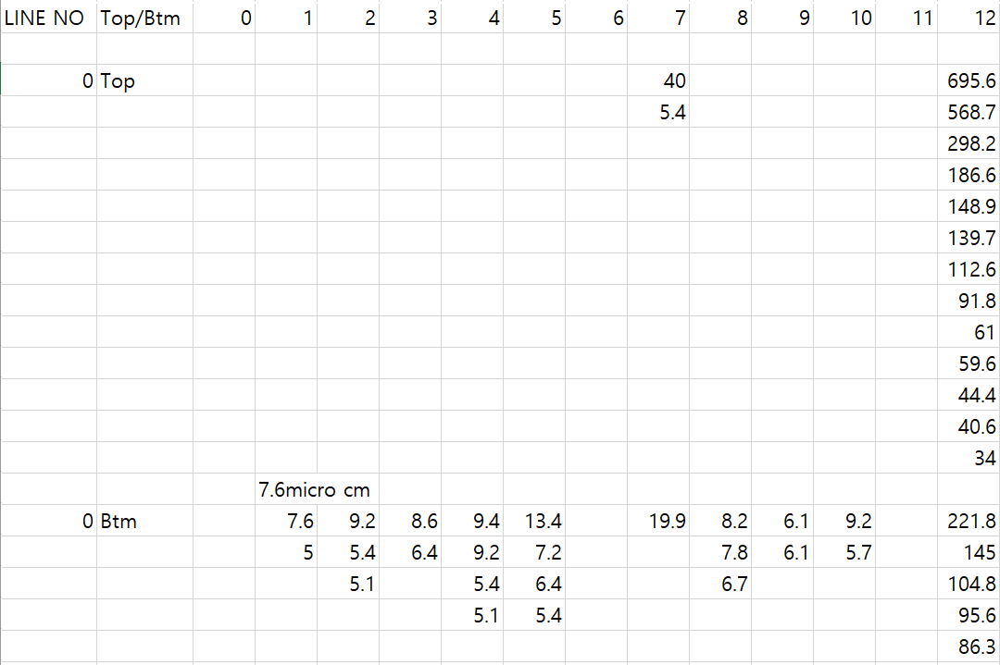 LINE NO Top/Btm 0 1 2 3 4 5 6 7 8 9 10 11 12
0 Top 40 695.6
5.4 568.7
298.2
186.6
148.9
139.7
112.6
91.8
61
59.6
44.4
40.6
34
7.6micro cm
0 Btm 7.6 9.2 8.6 9.4 13.4 19.9 8.2 6.1 9.2 221.8
5 5.4 6.4 9.2 7.2 7.8 6.1 5.7 145
5.1 5.4 6.4 6.7 104.8
5.1 5.4 95.6
86.3